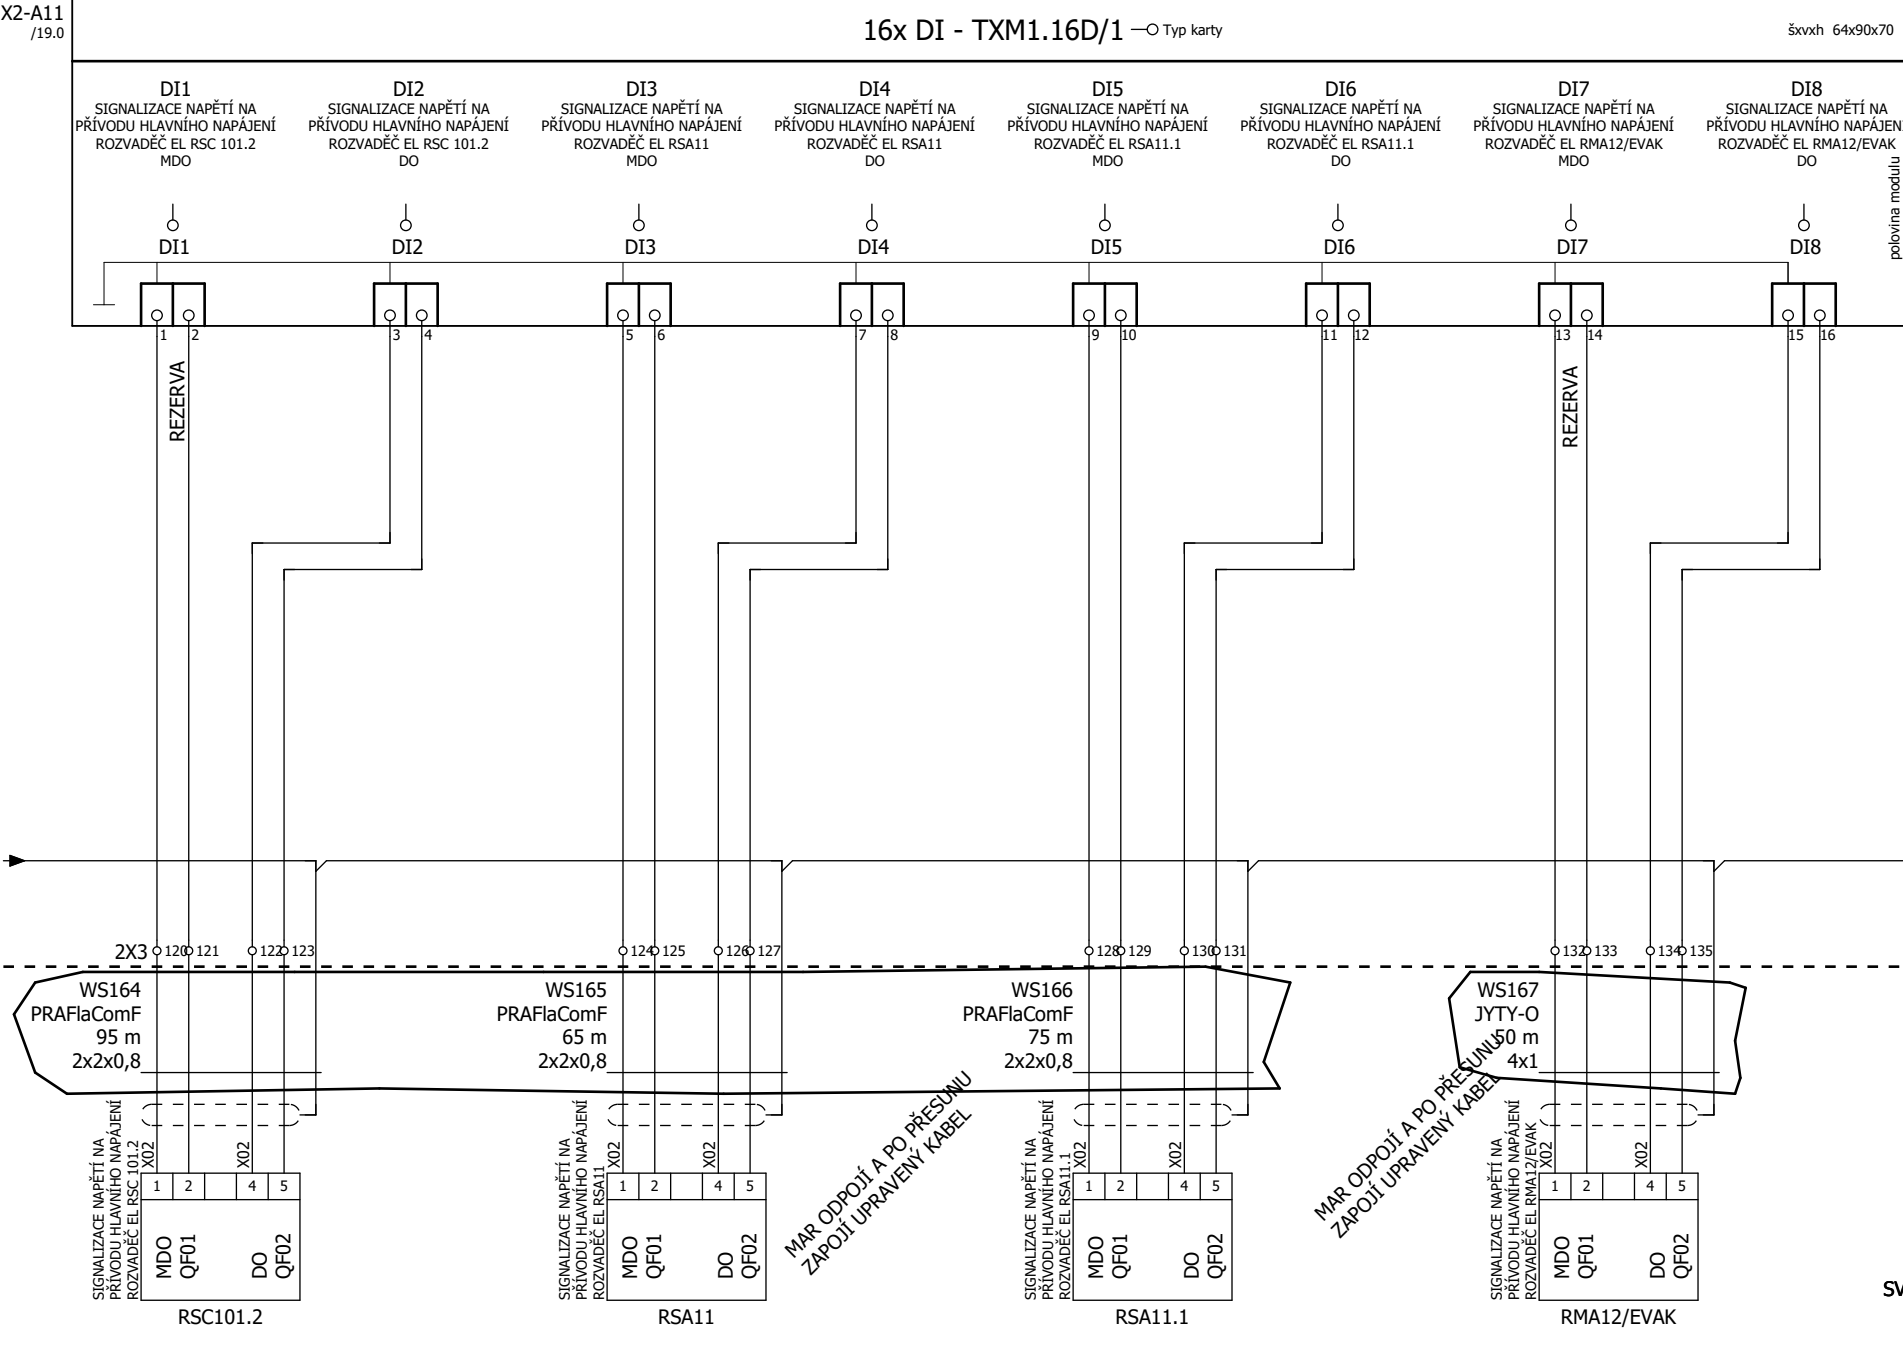 X2-A11
/19.0
16x DI - TXM1.16D/1
Typ karty
šxvxh 64x90x70
DI1
SIGNALIZACE NAPĚTÍ NA
PŘÍVODU HLAVNÍHO NAPÁJENÍ
ROZVADĚČ EL RSC 101.2
MDO
DI2
SIGNALIZACE NAPĚTÍ NA
PŘÍVODU HLAVNÍHO NAPÁJENÍ
ROZVADĚČ EL RSC 101.2
DO
DI3
SIGNALIZACE NAPĚTÍ NA
PŘÍVODU HLAVNÍHO NAPÁJENÍ
ROZVADĚČ EL RSA11
MDO
DI4
SIGNALIZACE NAPĚTÍ NA
PŘÍVODU HLAVNÍHO NAPÁJENÍ
ROZVADĚČ EL RSA11
DO
DI5
SIGNALIZACE NAPĚTÍ NA
PŘÍVODU HLAVNÍHO NAPÁJENÍ
ROZVADĚČ EL RSA11.1
MDO
DI6
SIGNALIZACE NAPĚTÍ NA
PŘÍVODU HLAVNÍHO NAPÁJENÍ
ROZVADĚČ EL RSA11.1
DO
DI7
SIGNALIZACE NAPĚTÍ NA
PŘÍVODU HLAVNÍHO NAPÁJENÍ
ROZVADĚČ EL RMA12/EVAK
MDO
DI8
SIGNALIZACE NAPĚTÍ NA
PŘÍVODU HLAVNÍHO NAPÁJEN
ROZVADĚČ EL RMA12/EVAK
DO
polovina modulu
DI1 DI2 DI3 DI4 DI5 DI6 DI7 DI8
1 2 3 4 5 6 7 8 9 10 11 12 13 14 15 16
REZERVA
REZERVA
2X3 120 121 122 123 124 125 126 127 128 129 130 131 132 133 134 135
WS164
PRAFlaComF
95 m
2x2x0,8
WS165
PRAFlaComF
65 m
2x2x0,8
WS166
PRAFlaComF
75 m
2x2x0,8
WS167
JYTY-O
50 m
4x1
SIGNALIZACE NAPĚTÍ NA
PŘÍVODU HLAVNÍHO NAPÁJENÍ
ROZVADĚČ EL RSC 101.2
X02
X02
1 2 4 5
MDO
QF01
DO
QF02
RSC101.2
SIGNALIZACE NAPĚTÍ NA
PŘÍVODU HLAVNÍHO NAPÁJENÍ
ROZVADĚČ EL RSA11
X02
X02
1 2 4 5
MDO
QF01
DO
QF02
RSA11
MAR ODPOJÍ A PO PŘESUNU
ZAPOJÍ UPRAVENÝ KABEL
SIGNALIZACE NAPĚTÍ NA
PŘÍVODU HLAVNÍHO NAPÁJENÍ
ROZVADĚČ EL RSA11.1
X02
X02
1 2 4 5
MDO
QF01
DO
QF02
RSA11.1
MAR ODPOJÍ A PO PŘESUNU
ZAPOJÍ UPRAVENÝ KABEL
SIGNALIZACE NAPĚTÍ NA
PŘÍVODU HLAVNÍHO NAPÁJENÍ
ROZVADĚČ EL RMA12/EVAK
X02
X02
1 2 4 5
MDO
QF01
DO
QF02
RMA12/EVAK
SV